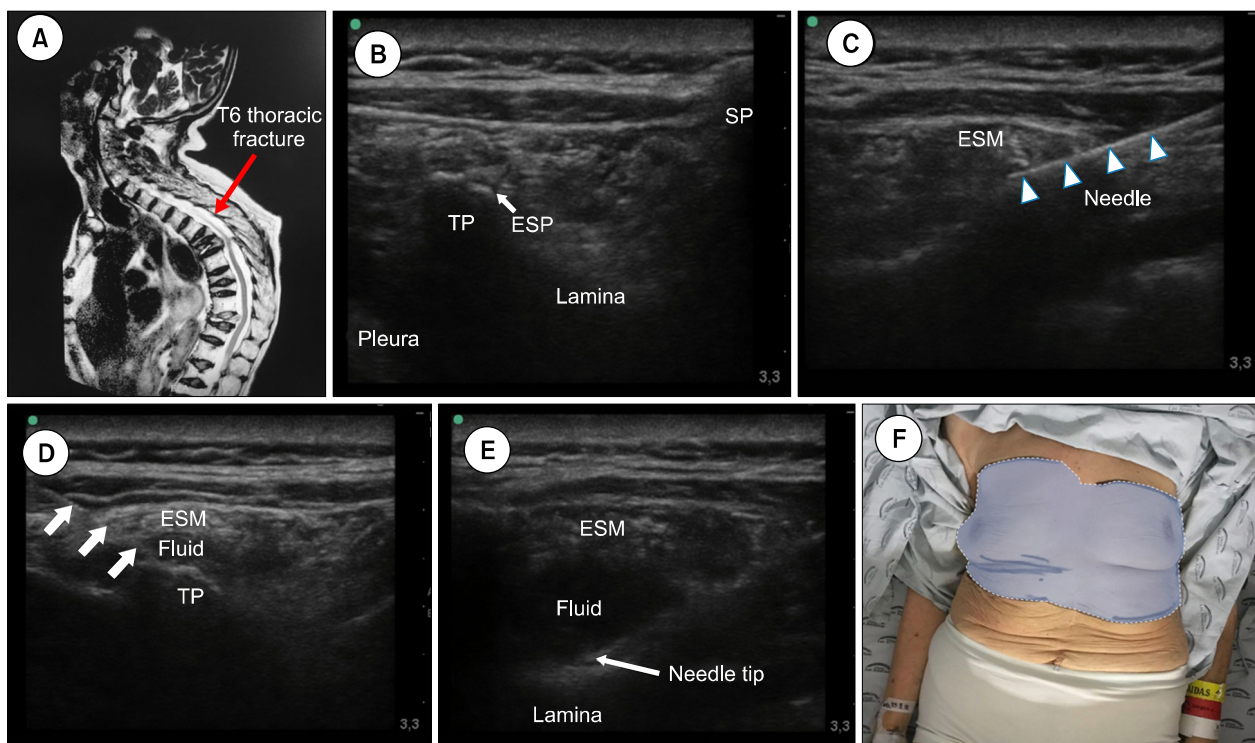 A
T6 thoracic
fracture
B
SP
TP
ESP
Lamina
Pleura
3,3
C
ESM
Needle
3,3
D
ESM
Fluid
TP
3,3
E
ESM
Fluid
Needle tip
Lamina
3,3
F